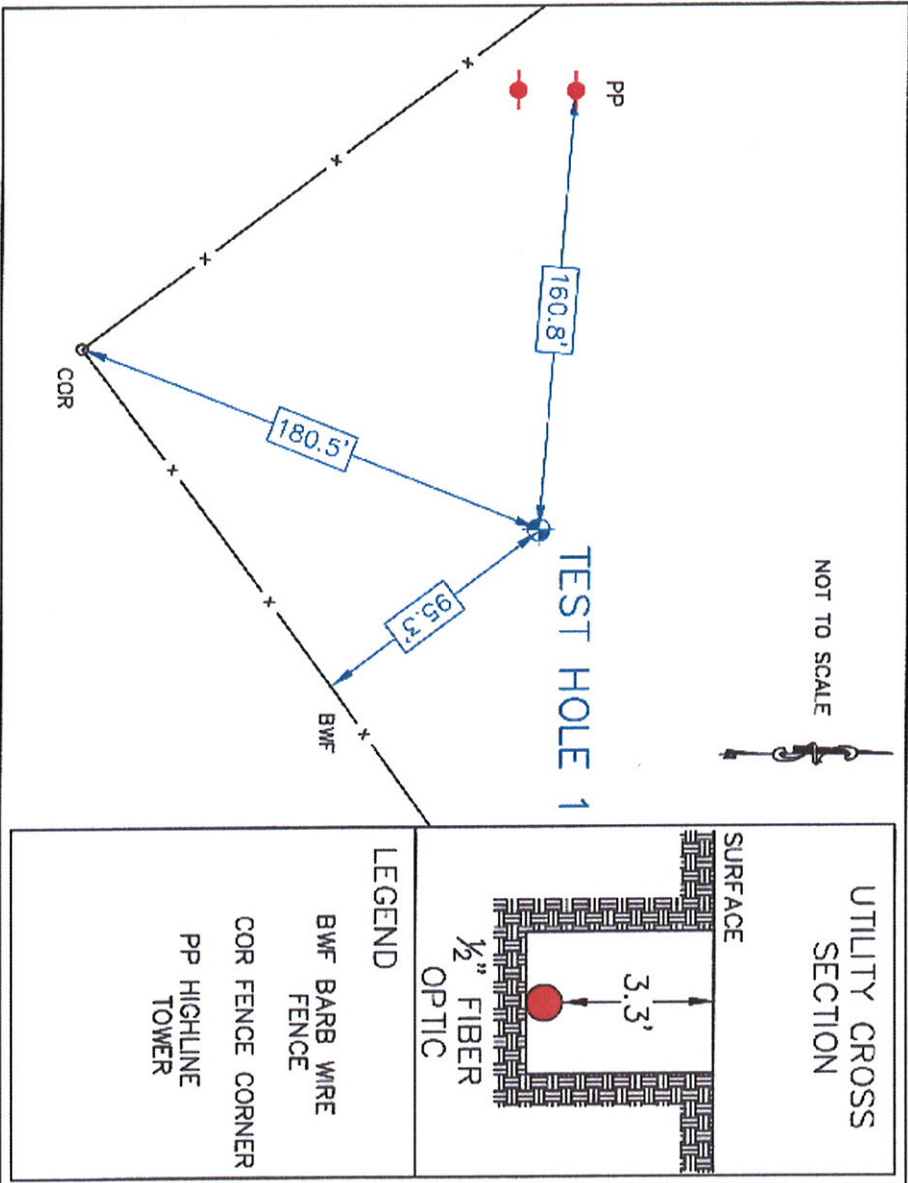 PP
160.8'
180.5'
95.3'
COR
BWF
TEST HOLE 1
NOT TO SCALE
UTILITY CROSS
SECTION
SURFACE
3.3'
½" FIBER
OPTIC
LEGEND
BWF BARB WIRE
FENCE
COR FENCE CORNER
PP HIGHLINE
TOWER